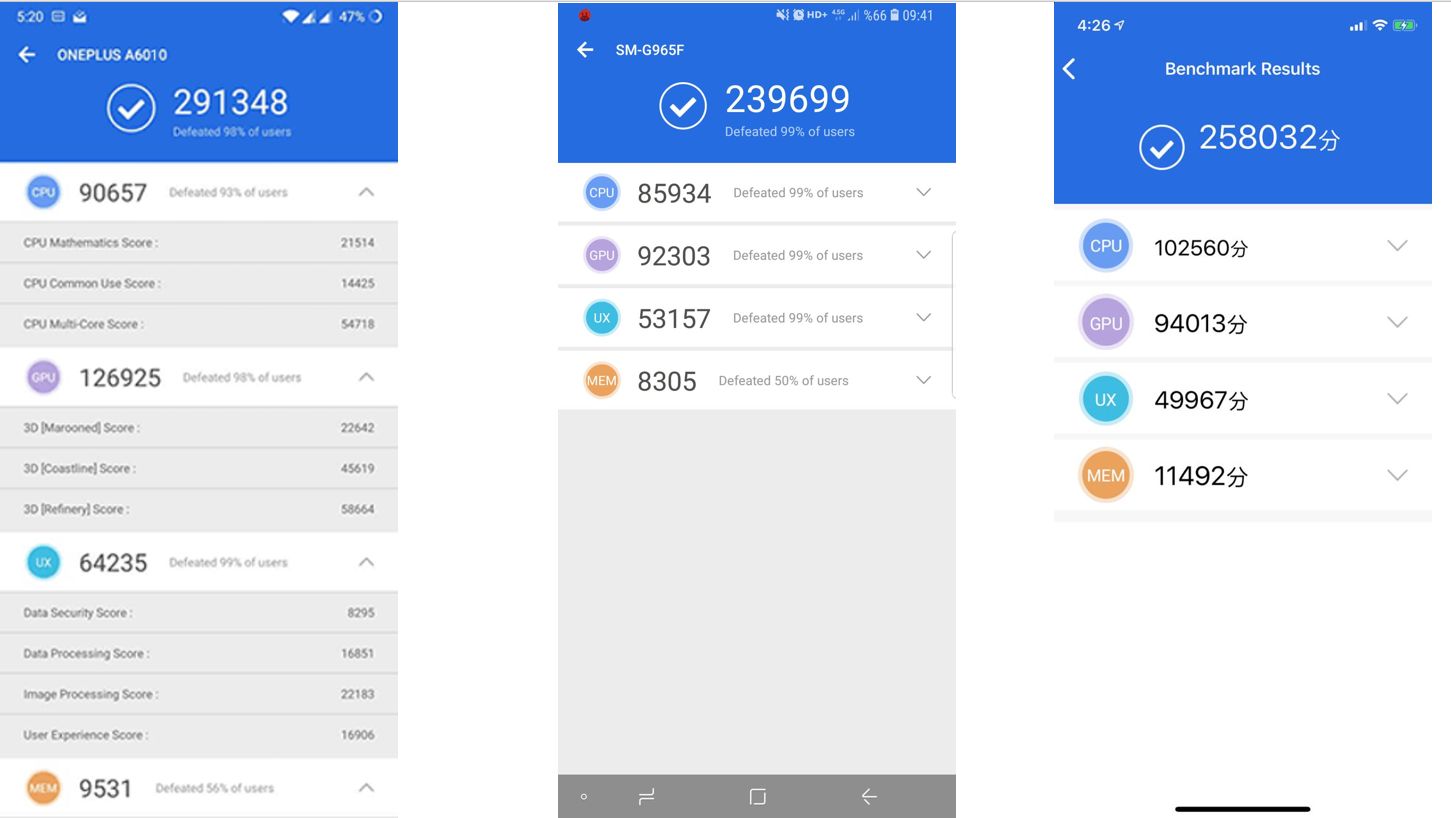 5:20 47%
ONEPLUS A6010
291348
Defeated 98% of users
CPU 90657 Defeated 93% of users
CPU Mathematics Score : 21514
CPU Common Use Score : 14425
CPU Multi-Core Score : 54718
GPU 126925 Defeated 98% of users
3D [Marooned] Score : 22642
3D [Coastline] Score : 45619
3D [Refinery] Score : 58664
UX 64235 Defeated 99% of users
Data Security Score : 8295
Data Processing Score : 16851
Image Processing Score : 22183
User Experience Score : 16906
MEM 9531 Defeated 56% of users
HD+ 4.5G %66 09:41
SM-G965F
239699
Defeated 99% of users
CPU 85934 Defeated 99% of users
GPU 92303 Defeated 99% of users
UX 53157 Defeated 99% of users
MEM 8305 Defeated 50% of users
4:26
Benchmark Results
258032分
CPU 102560分
GPU 94013分
UX 49967分
MEM 11492分